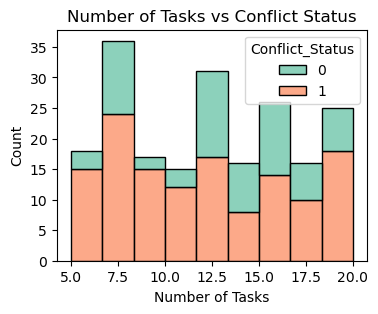 Number of Tasks vs Conflict Status
Conflict_Status
0
1
Count
35
30
25
20
15
10
5
0
5.0 7.5 10.0 12.5 15.0 17.5 20.0
Number of Tasks